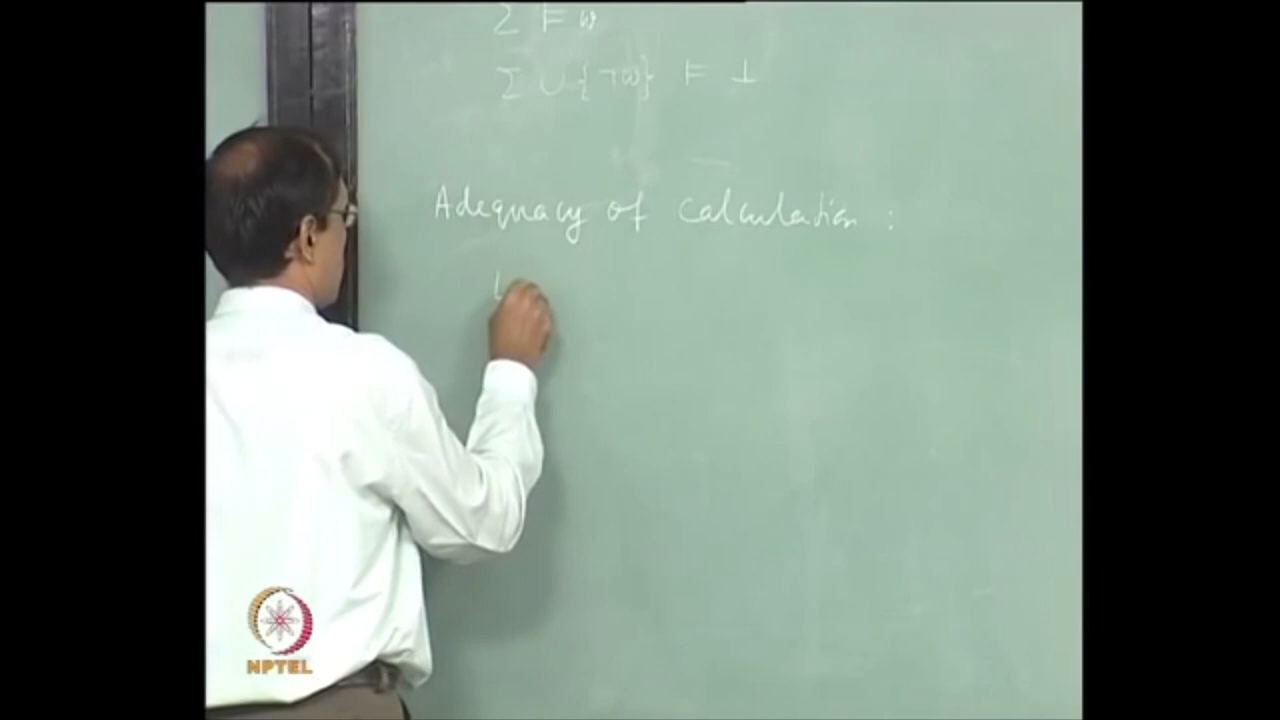 Σ ⊨ w
Σ ∪ {¬w} ⊨ ⊥
Adequacy of calculation :
L
NPTEL